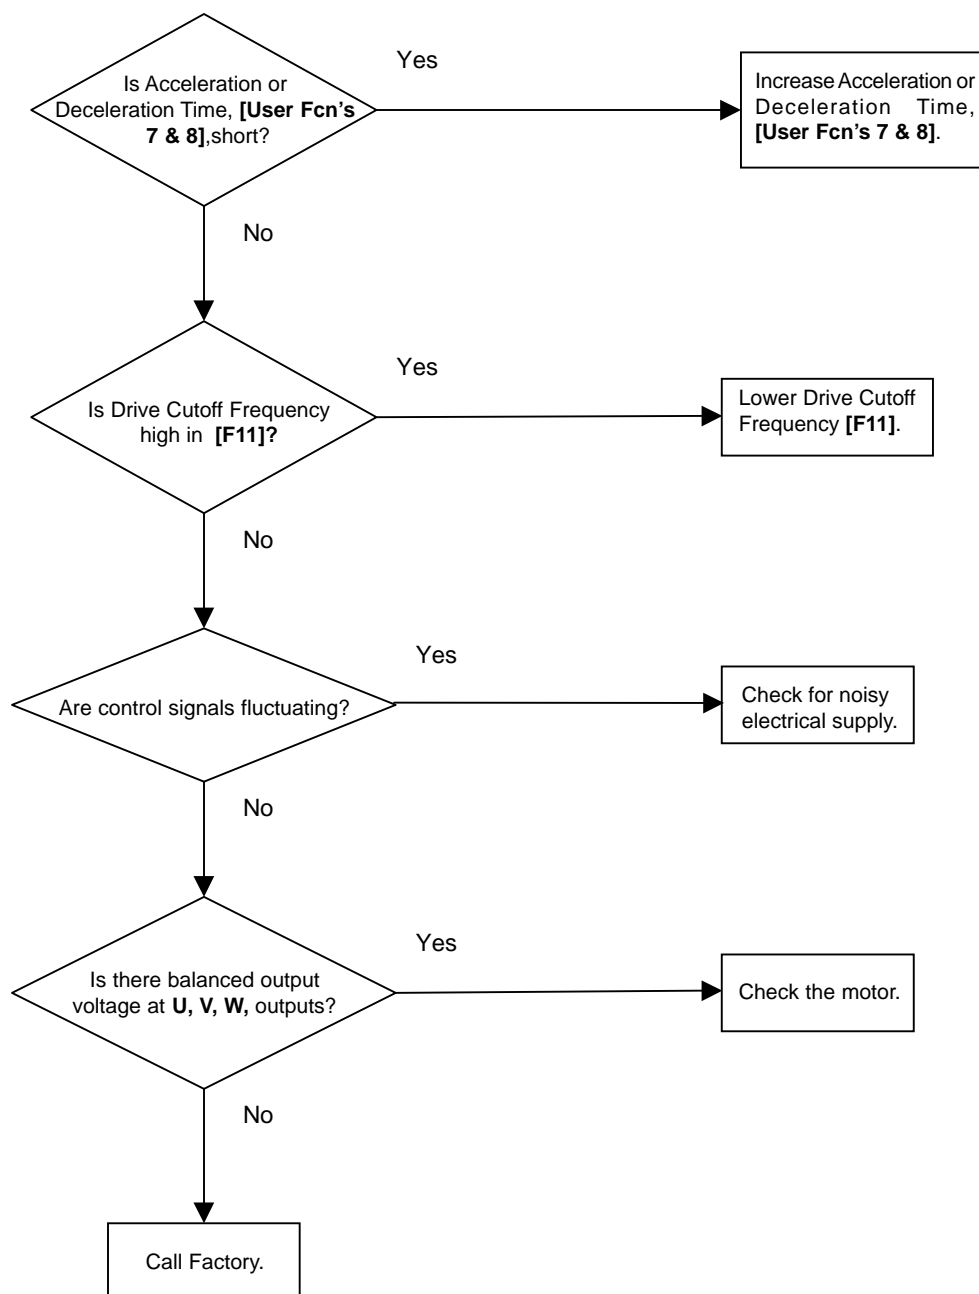 Yes
Is Acceleration or
Deceleration Time, [User Fcn's
7 & 8],short?
Increase Acceleration or
Deceleration Time,
[User Fcn's 7 & 8].
No
Yes
Is Drive Cutoff Frequency
high in [F11]?
Lower Drive Cutoff
Frequency [F11].
No
Yes
Are control signals fluctuating?
Check for noisy
electrical supply.
No
Yes
Is there balanced output
voltage at U, V, W, outputs?
Check the motor.
No
Call Factory.